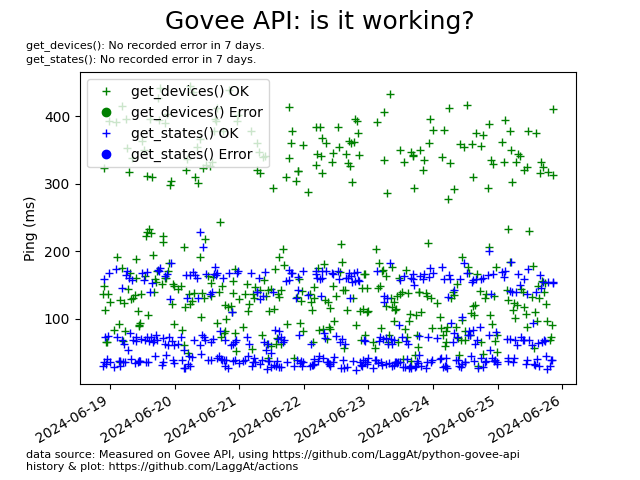 Govee API: is it working?
get_devices(): No recorded error in 7 days.
get_states(): No recorded error in 7 days.
get_devices() OK
get_devices() Error
get_states() OK
get_states() Error
Ping (ms)
400
300
200
100
2024-06-19
2024-06-20
2024-06-21
2024-06-22
2024-06-23
2024-06-24
2024-06-25
2024-06-26
data source: Measured on Govee API, using https://github.com/LaggAt/python-govee-api
history & plot: https://github.com/LaggAt/actions